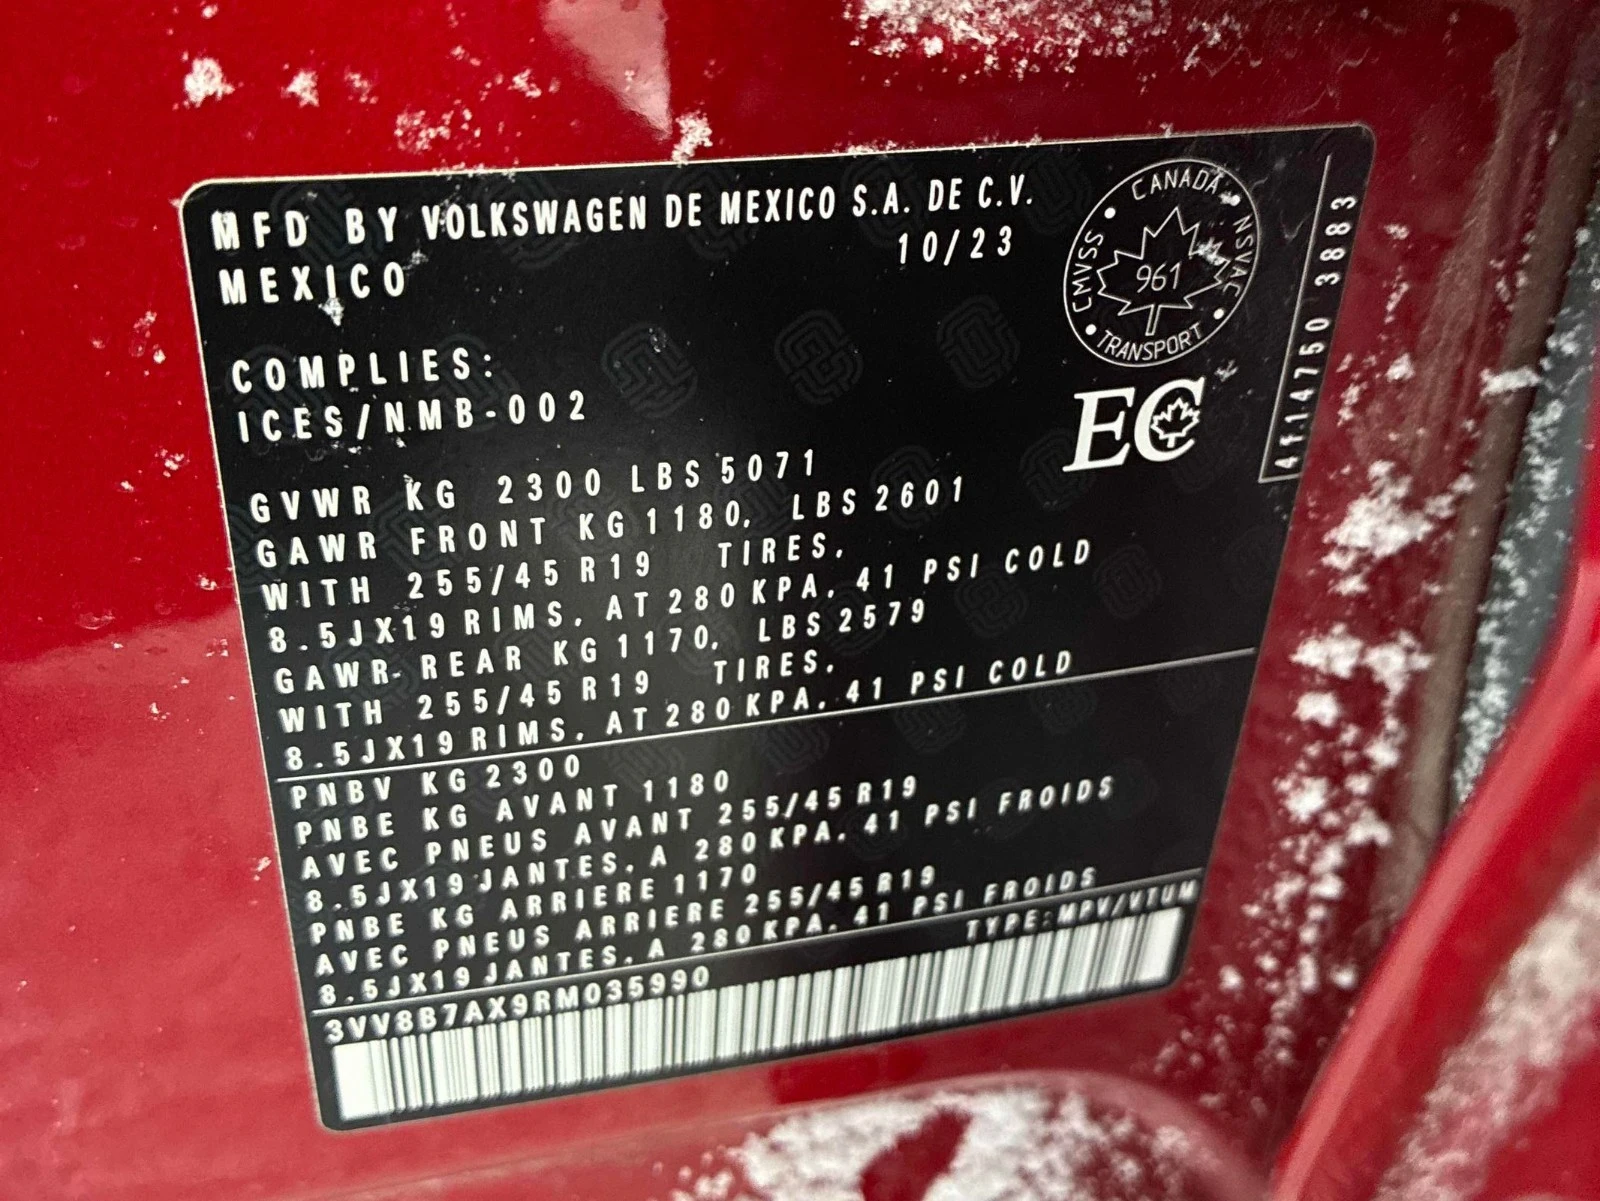 MFD BY VOLKSWAGEN DE MEXICO S.A. DE C.V.
MEXICO 10/23
CANADA
NSVAC
TRANSPORT
CMVSS
961
4114750 3883
COMPLIES:
ICES/NMB-002
EC
GVWR KG 2300 LBS 5071
GAWR FRONT KG 1180, LBS 2601
WITH 255/45 R19 TIRES,
8.5JX19 RIMS, AT 280 KPA, 41 PSI COLD
GAWR- REAR KG 1170, LBS 2579
WITH 255/45 R19 TIRES,
8.5JX19 RIMS, AT 280 KPA, 41 PSI COLD
PNBV KG 2300
PNBE KG AVANT 1180
AVEC PNEUS AVANT 255/45 R19
8.5JX19 JANTES, A 280 KPA, 41 PSI FROIDS
PNBE KG ARRIERE 1170
AVEC PNEUS ARRIERE 255/45 R19
8.5JX19 JANTES, A 280 KPA, 41 PSI FROIDS
3VV8B7AX9RM035990 TYPE:MPV/VTUM